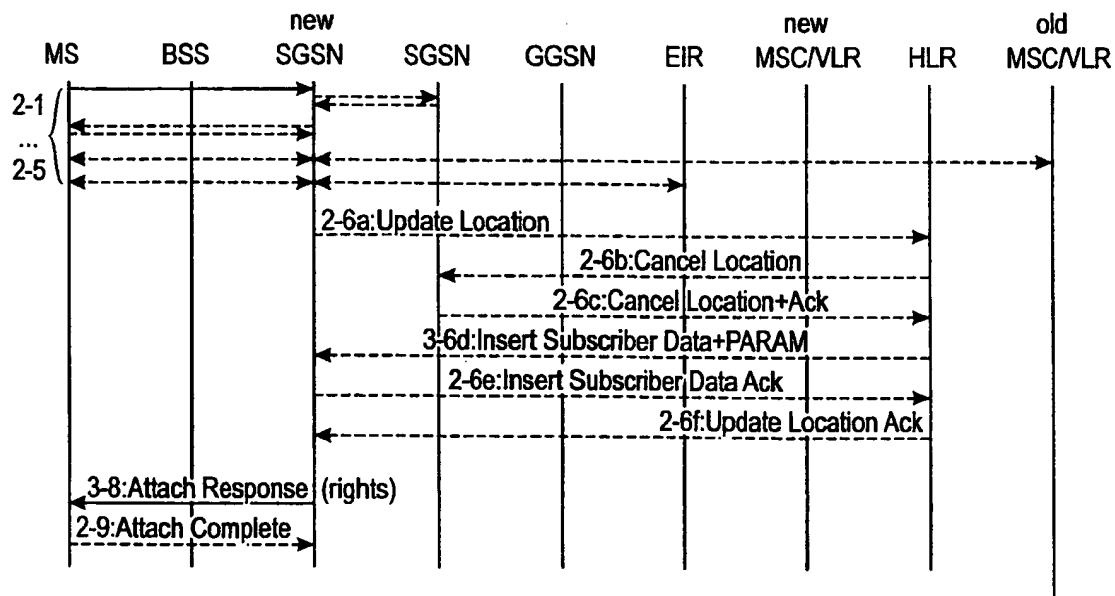 new new old
MS BSS SGSN SGSN GGSN EIR MSC/VLR HLR MSC/VLR
2-1
...
2-5
2-6a:Update Location
2-6b:Cancel Location
2-6c:Cancel Location+Ack
3-6d:Insert Subscriber Data+PARAM
2-6e:Insert Subscriber Data Ack
2-6f:Update Location Ack
3-8:Attach Response (rights)
2-9:Attach Complete